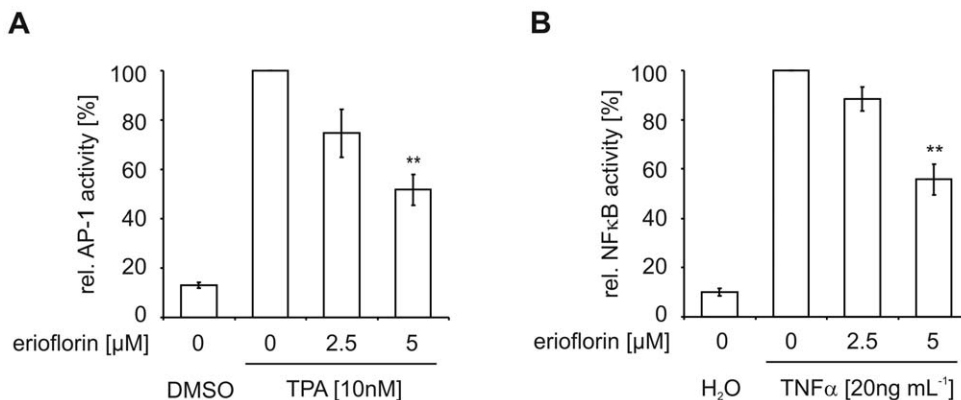 A
rel. AP-1 activity [%]
100
80
60
40
20
0
**
erioflorin [µM] 0 0 2.5 5
DMSO TPA [10nM]
B
rel. NFκB activity [%]
100
80
60
40
20
0
**
erioflorin [µM] 0 0 2.5 5
H₂O TNFα [20ng mL⁻¹]